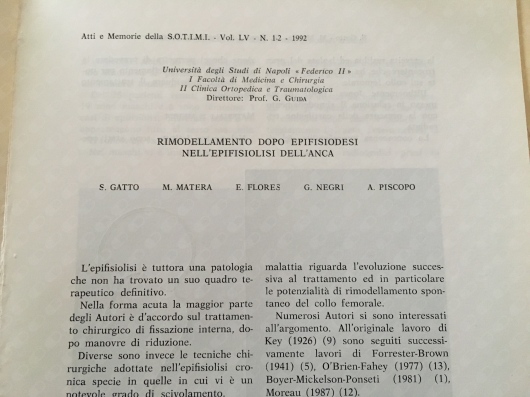 Atti e Memorie della S.O.T.I.M.I. - Vol. LV - N. 1-2 - 1992
Università degli Studi di Napoli «Federico II»
I Facoltà di Medicina e Chirurgia
II Clinica Ortopedica e Traumatologica
Direttore: Prof. G. GUIDA
RIMODELLAMENTO DOPO EPIFISIODESI
NELL'EPIFISIOLISI DELL'ANCA
S. GATTO M. MATERA E. FLORES G. NEGRI A. PISCOPO
L'epifisiolisi è tuttora una patologia
che non ha trovato un suo quadro te-
rapeutico definitivo.
Nella forma acuta la maggior parte
degli Autori è d'accordo sul trattamen-
to chirurgico di fissazione interna, do-
po manovre di riduzione.
Diverse sono invece le tecniche chi-
rurgiche adottate nell'epifisiolisi cro-
nica specie in quelle in cui vi è un
notevole grado di scivolamento.
malattia riguarda l'evoluzione succes-
siva al trattamento ed in particolare
le potenzialità di rimodellamento spon-
taneo del collo femorale.
Numerosi Autori si sono interessati
all'argomento. All'originale lavoro di
Key (1926) (9) sono seguiti successi-
vamente lavori di Forrester-Brown
(1941) (5), O'Brien-Fahey (1977) (13),
Boyer-Mickelson-Ponseti (1981) (1),
Moreau (1987) (12).